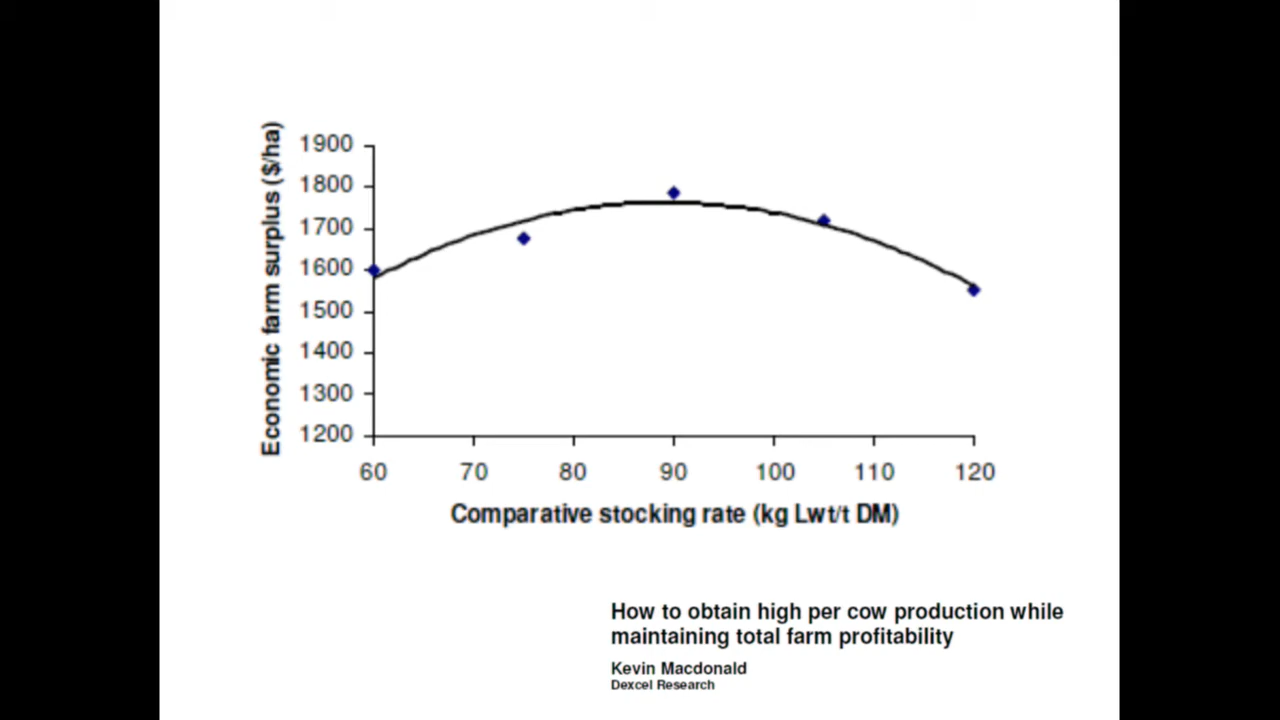 Economic farm surplus ($/ha)
1900
1800
1700
1600
1500
1400
1300
1200
60 70 80 90 100 110 120
Comparative stocking rate (kg Lwt/t DM)
How to obtain high per cow production while
maintaining total farm profitability
Kevin Macdonald
Dexcel Research